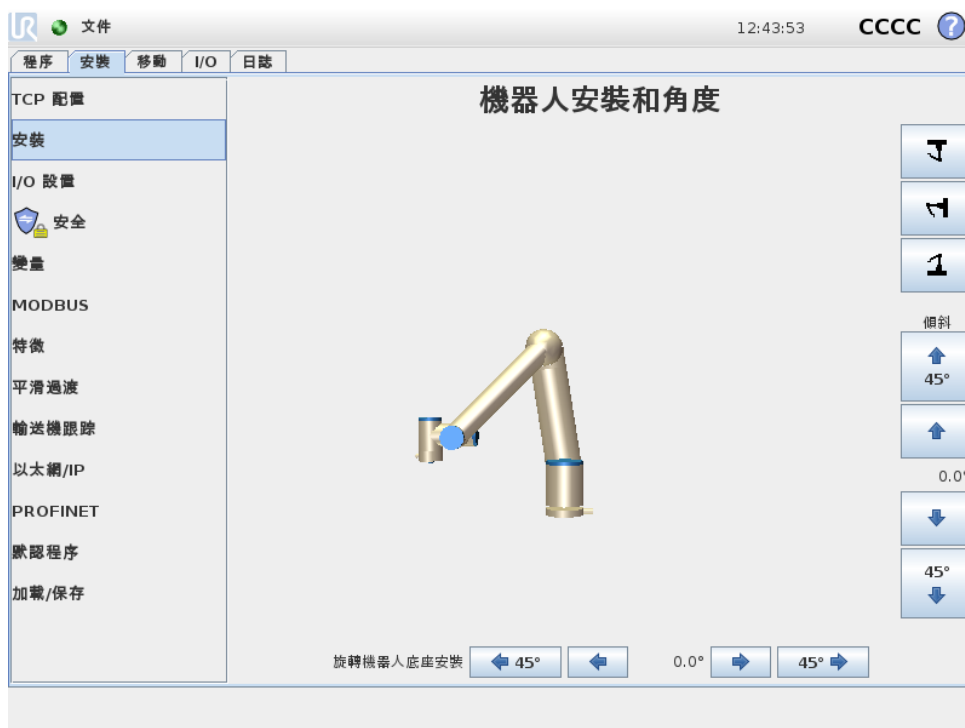 UR 文件 12:43:53 CCCC ?
程序 安裝 移動 I/O 日誌
機器人安裝和角度
TCP 配置
安裝
I/O 設置
安全
變量
MODBUS
特徵
平滑過渡
輸送機跟踪
以太網/IP
PROFINET
默認程序
加載/保存
傾斜
45°
0.0°
45°
旋轉機器人底座安裝 45° 0.0° 45°